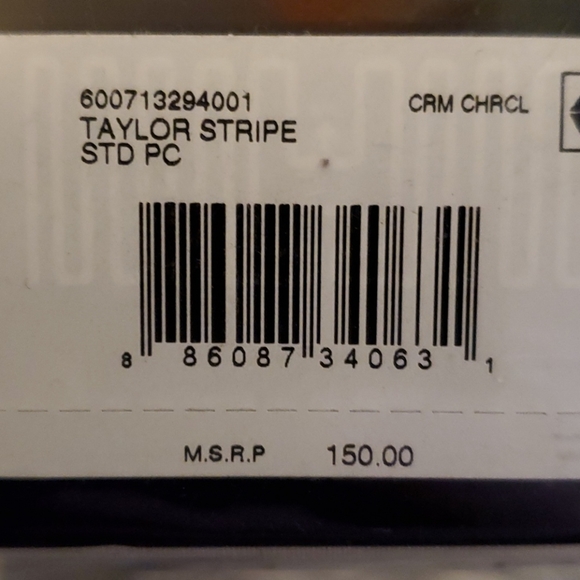 600713294001 CRM CHRCL
TAYLOR STRIPE
STD PC
8 86087 34063 1
M.S.R.P 150.00